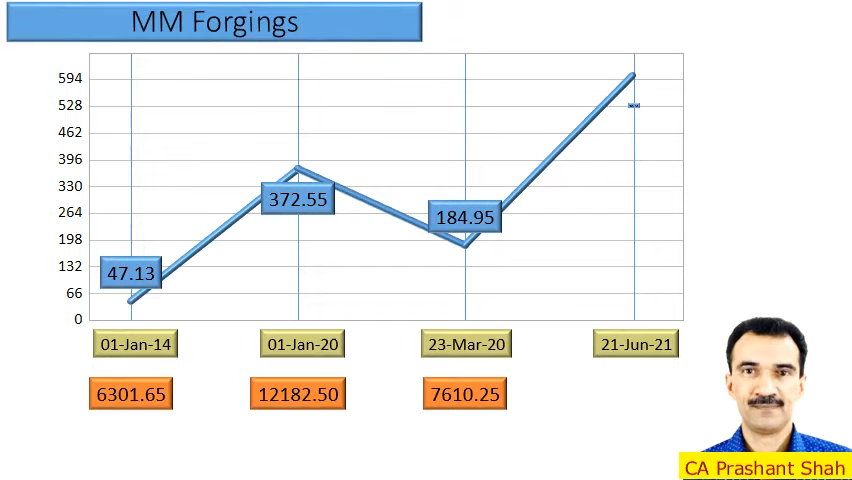 MM Forgings
594
528
462
396
330
264
198
132
66
0
47.13
372.55
184.95
01-Jan-14
01-Jan-20
23-Mar-20
21-Jun-21
6301.65
12182.50
7610.25
CA Prashant Shah